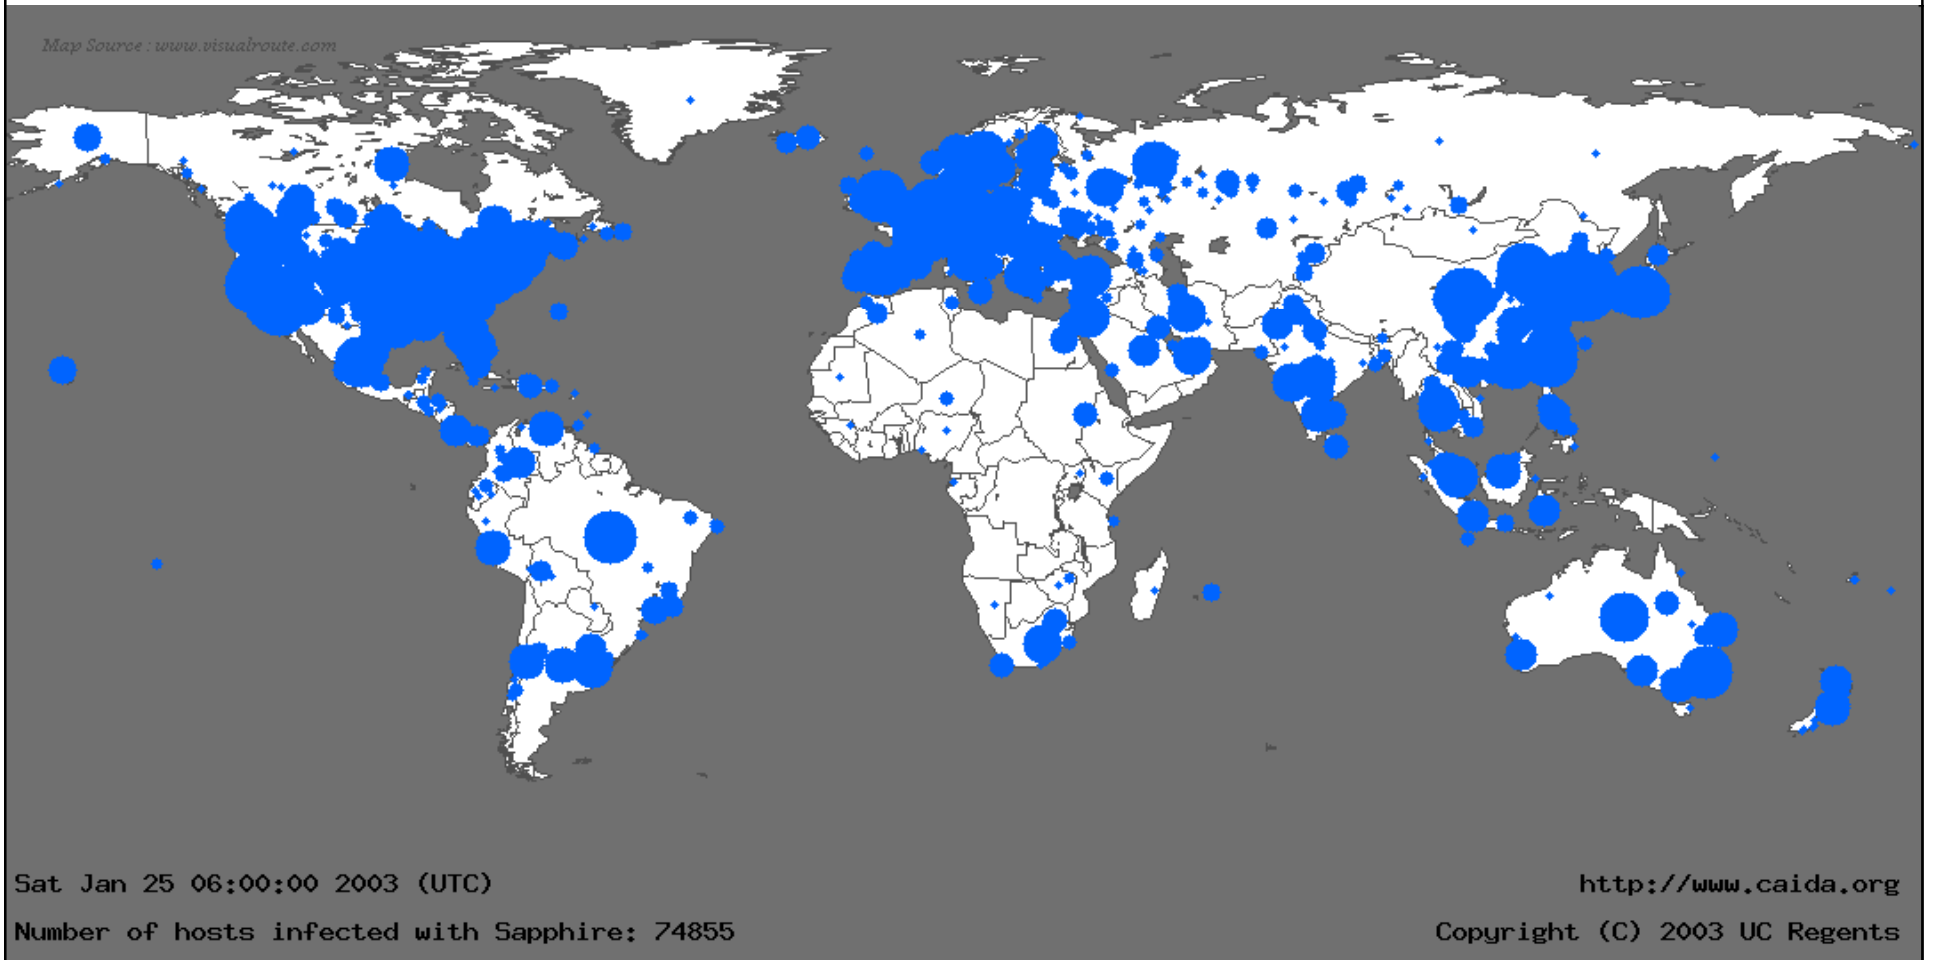 Map Source : www.visualroute.com
Sat Jan 25 06:00:00 2003 (UTC)
http://www.caida.org
Number of hosts infected with Sapphire: 74855
Copyright (C) 2003 UC Regents